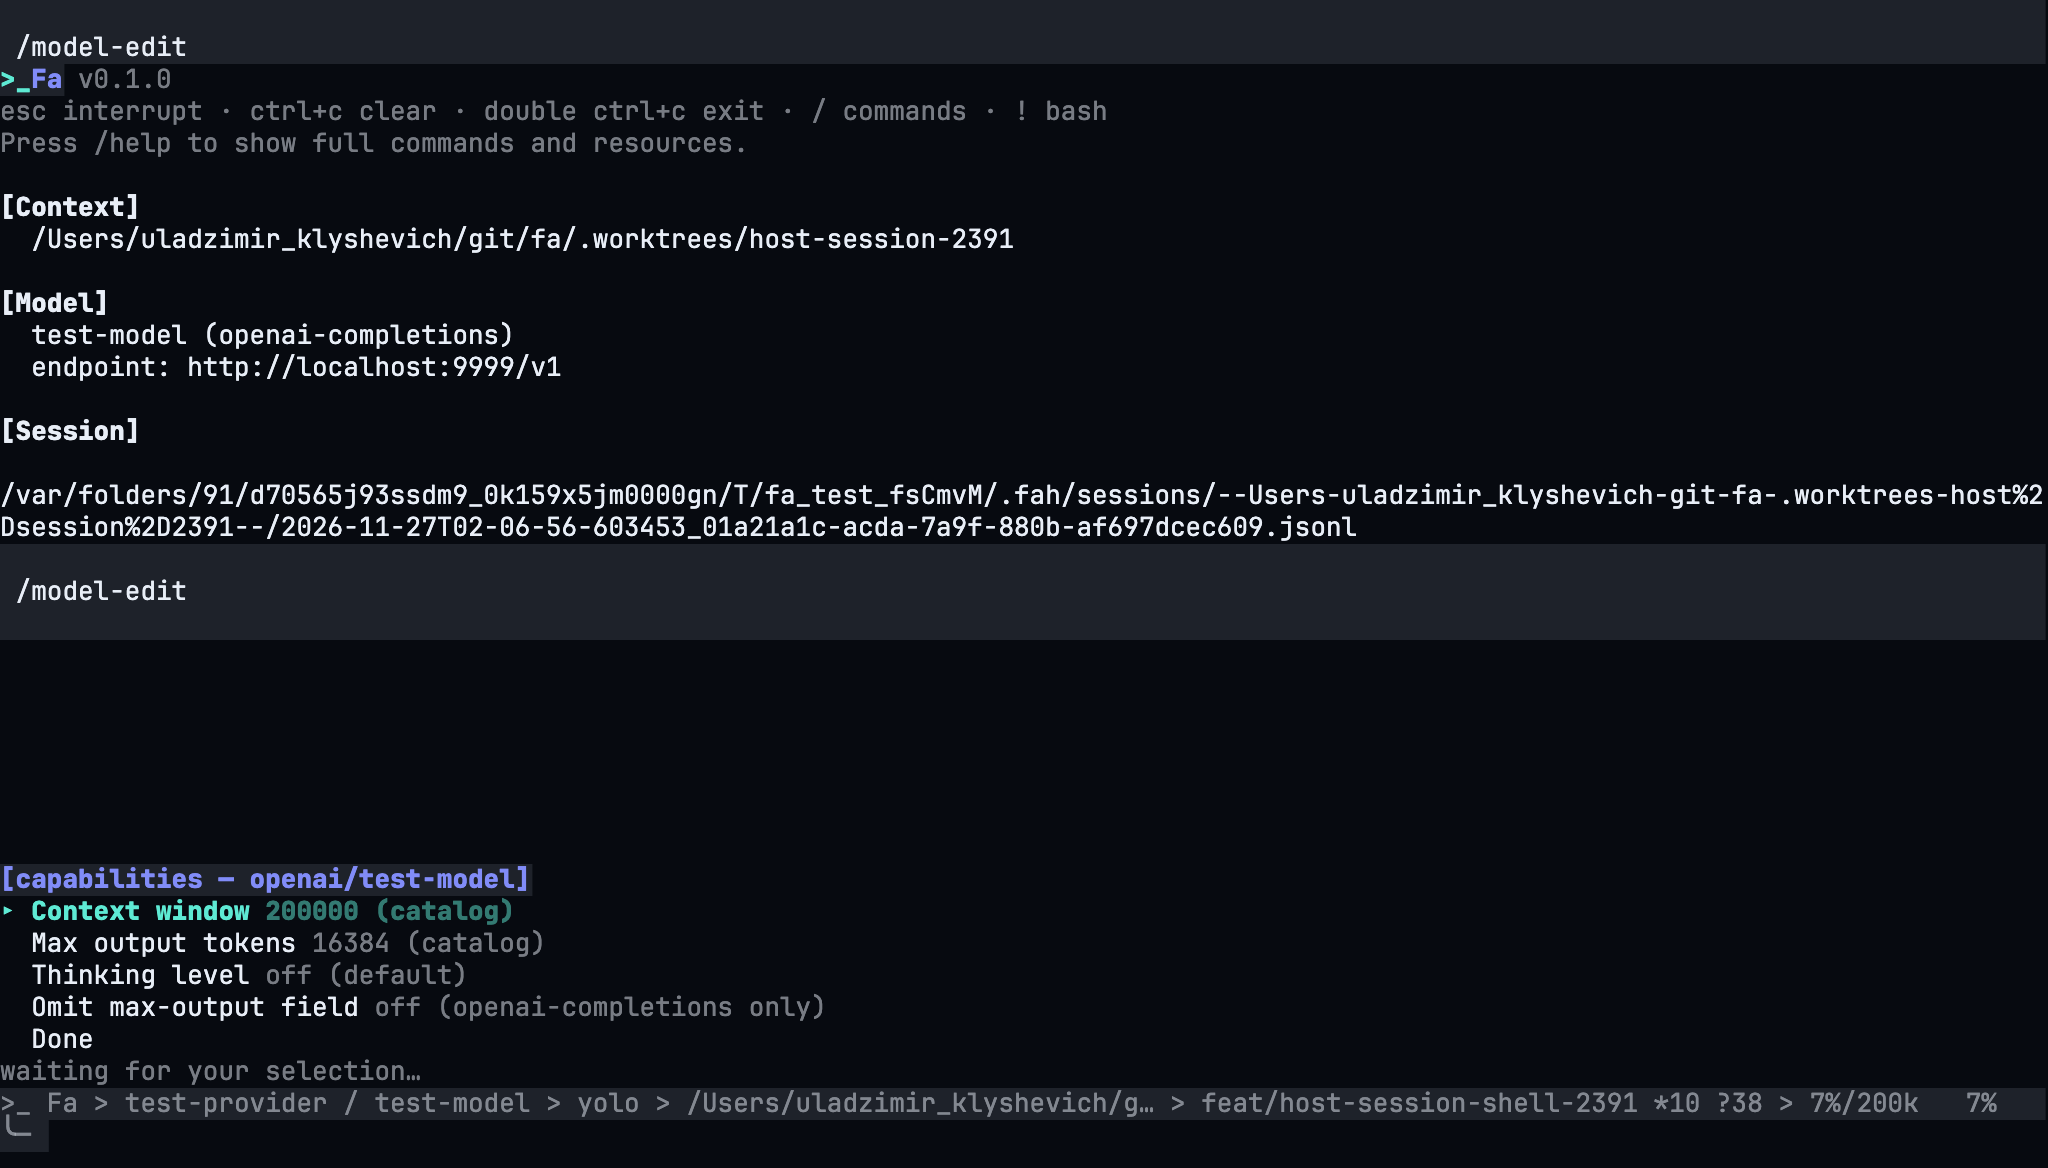 /model-edit
>_Fa v0.1.0
esc interrupt · ctrl+c clear · double ctrl+c exit · / commands · ! bash
Press /help to show full commands and resources.
[Context]
/Users/uladzimir_klyshevich/git/fa/.worktrees/host-session-2391
[Model]
test-model (openai-completions)
endpoint: http://localhost:9999/v1
[Session]
/var/folders/91/d70565j93ssdm9_0k159x5jm0000gn/T/fa_test_fsCmvM/.fah/sessions/--Users-uladzimir_klyshevich-git-fa-.worktrees-host%2
Dsession%2D2391--/2026-11-27T02-06-56-603453_01a21a1c-acda-7a9f-880b-af697dcec609.jsonl
/model-edit
[capabilities — openai/test-model]
▸ Context window 200000 (catalog)
Max output tokens 16384 (catalog)
Thinking level off (default)
Omit max-output field off (openai-completions only)
Done
waiting for your selection…
>_ Fa > test-provider / test-model > yolo > /Users/uladzimir_klyshevich/g… > feat/host-session-shell-2391 *10 ?38 > 7%/200k 7%